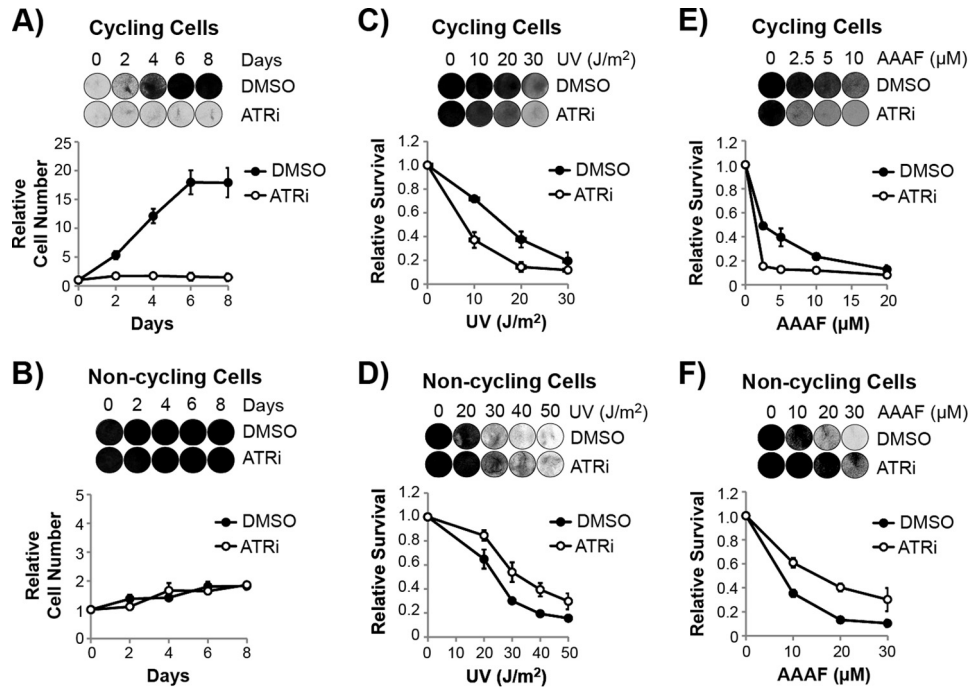 A)
Cycling Cells
0 2 4 6 8 Days
DMSO
ATRi
Relative
Cell Number
25
20
15
10
5
0
DMSO
ATRi
0 2 4 6 8
Days
B)
Non-cycling Cells
0 2 4 6 8 Days
DMSO
ATRi
Relative
Cell Number
5
4
3
2
1
0
DMSO
ATRi
0 2 4 6 8
Days
C)
Cycling Cells
0 10 20 30 UV (J/m²)
DMSO
ATRi
Relative Survival
1.2
1
0.8
0.6
0.4
0.2
0
DMSO
ATRi
0 10 20 30
UV (J/m²)
D)
Non-cycling Cells
0 20 30 40 50 UV (J/m²)
DMSO
ATRi
Relative Survival
1.2
1
0.8
0.6
0.4
0.2
0
DMSO
ATRi
0 10 20 30 40 50
UV (J/m²)
E)
Cycling Cells
0 2.5 5 10 AAAF (µM)
DMSO
ATRi
Relative Survival
1.2
1
0.8
0.6
0.4
0.2
0
DMSO
ATRi
0 5 10 15 20
AAAF (µM)
F)
Non-cycling Cells
0 10 20 30 AAAF (µM)
DMSO
ATRi
Relative Survival
1.2
1
0.8
0.6
0.4
0.2
0
DMSO
ATRi
0 10 20 30
AAAF (µM)